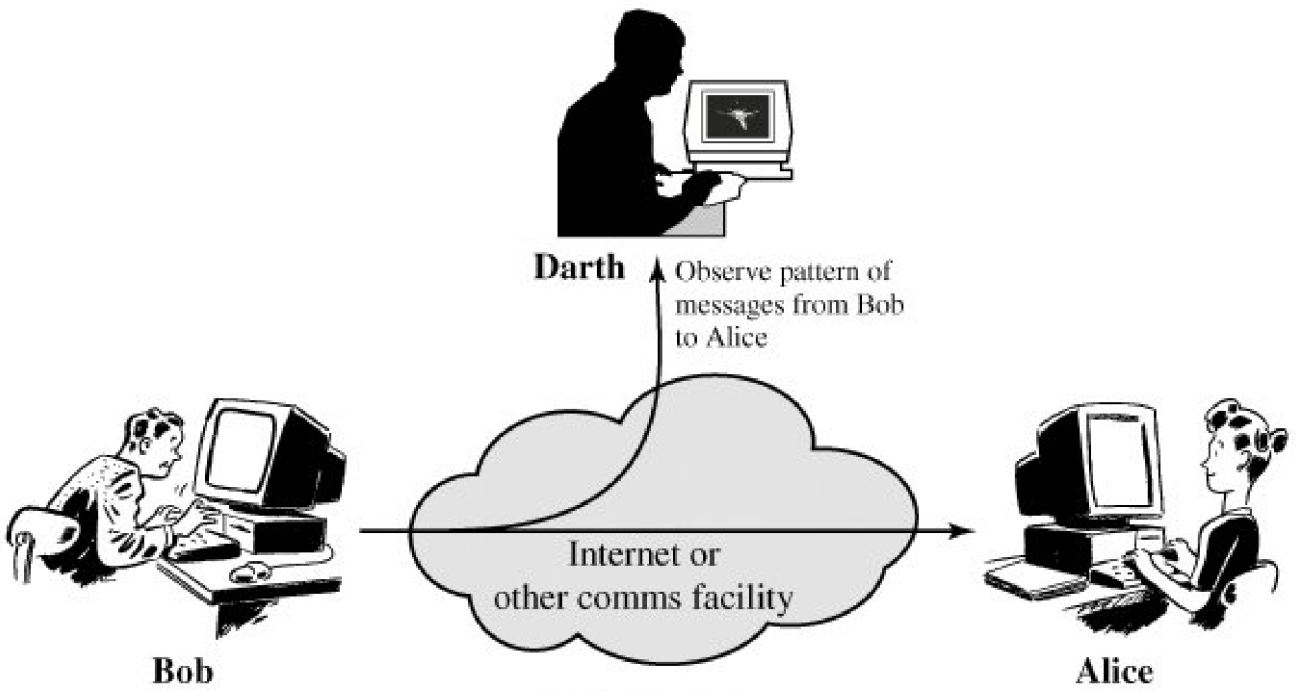 Darth
Observe pattern of
messages from Bob
to Alice
Internet or
other comms facility
Bob
Alice